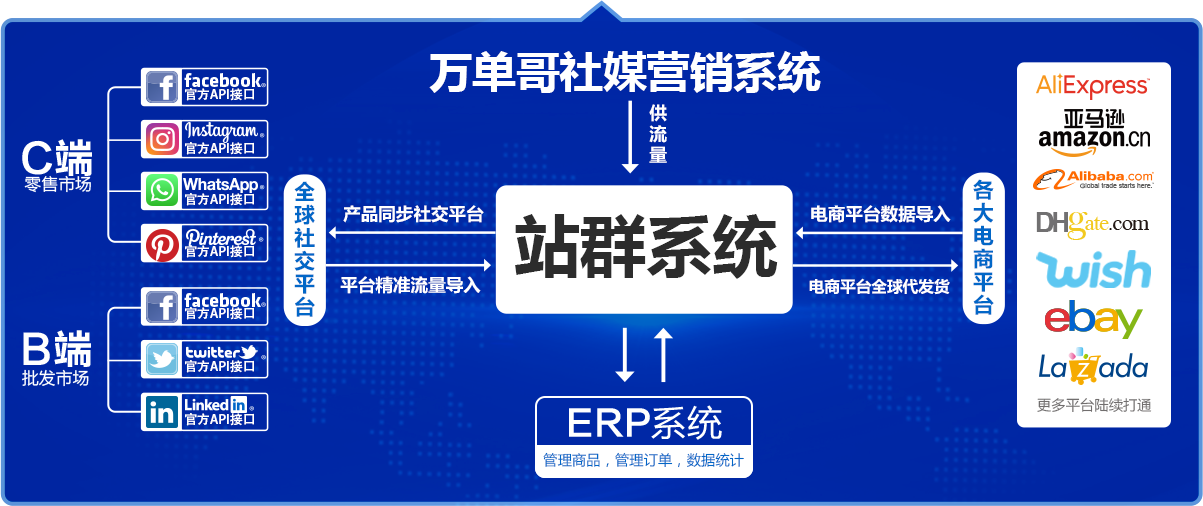 万单哥社媒营销系统
供流量
C端
零售市场
facebook®
官方API接口
Instagram®
官方API接口
WhatsApp®
官方API接口
Pinterest®
官方API接口
B端
批发市场
facebook®
官方API接口
twitter®
官方API接口
Linked in®
官方API接口
全球社交平台
产品同步社交平台
平台精准流量导入
站群系统
电商平台数据导入
电商平台全球代发货
各大电商平台
ERP系统
管理商品，管理订单，数据统计
AliExpress™
亚马逊
amazon.cn
Alibaba.com®
Global trade starts here.™
DHgate.com
wish
ebay
Lazada
更多平台陆续打通